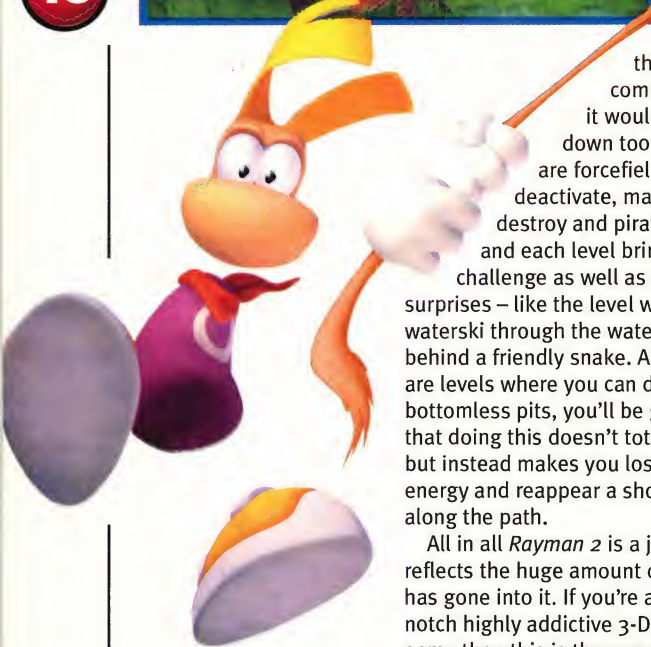 th
com
it woul
down too
are forcefiel
deactivate, ma
destroy and pira
and each level brin
challenge as well as
surprises – like the level w
waterski through the wate
behind a friendly snake. A
are levels where you can d
bottomless pits, you'll be
that doing this doesn't tot
but instead makes you los
energy and reappear a sho
along the path.
All in all Rayman 2 is a j
reflects the huge amount o
has gone into it. If you're a
notch highly addictive 3-D